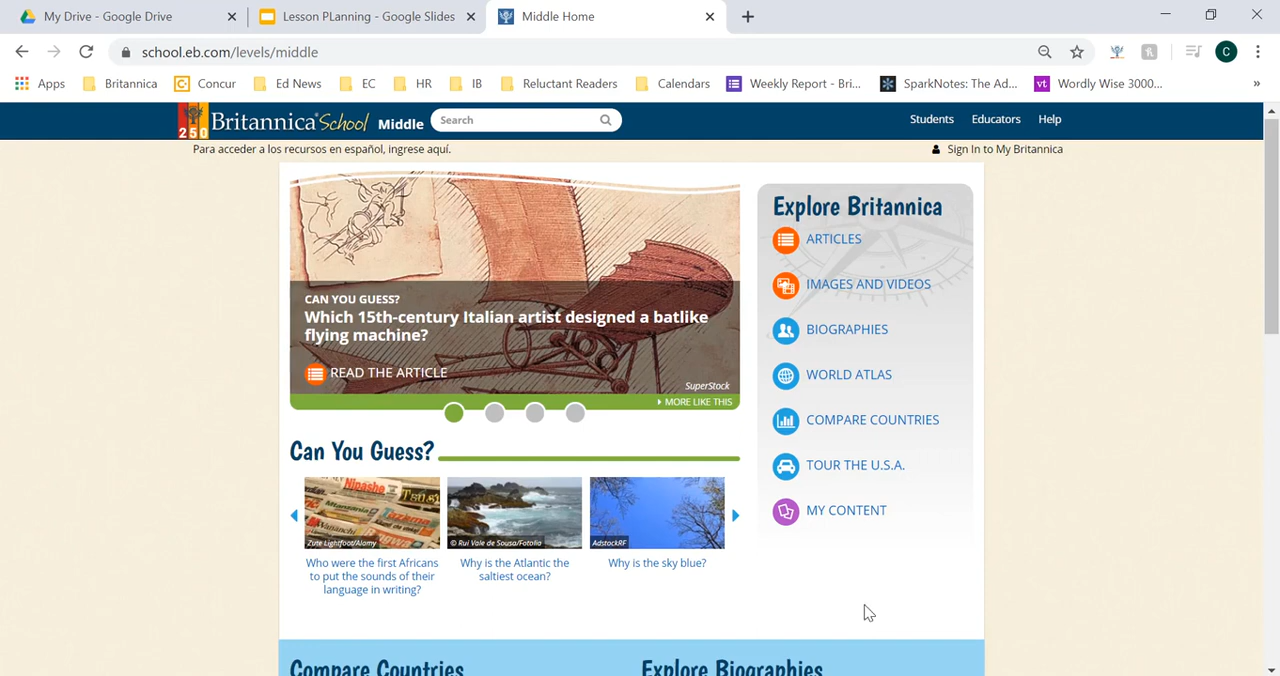 My Drive - Google Drive
Lesson PLanning - Google Slides
Middle Home
school.eb.com/levels/middle
C
Apps
Britannica
Concur
Ed News
EC
HR
IB
Reluctant Readers
Calendars
Weekly Report - Bri...
SparkNotes: The Ad...
vt
Wordly Wise 3000...
250
Britannica School Middle
Search
Students
Educators
Help
Para acceder a los recursos en español, ingrese aquí.
Sign In to My Britannica
CAN YOU GUESS?
Which 15th-century Italian artist designed a batlike
flying machine?
READ THE ARTICLE
SuperStock
MORE LIKE THIS
Explore Britannica
ARTICLES
IMAGES AND VIDEOS
BIOGRAPHIES
WORLD ATLAS
COMPARE COUNTRIES
TOUR THE U.S.A.
MY CONTENT
Can You Guess?
Nipashe
Zute Lightfoot/Alamy
© Rui Vale de Sousa/Fotolia
AdstockRF
Who were the first Africans
to put the sounds of their
language in writing?
Why is the Atlantic the
saltiest ocean?
Why is the sky blue?
Compare Countries
Explore Biographies